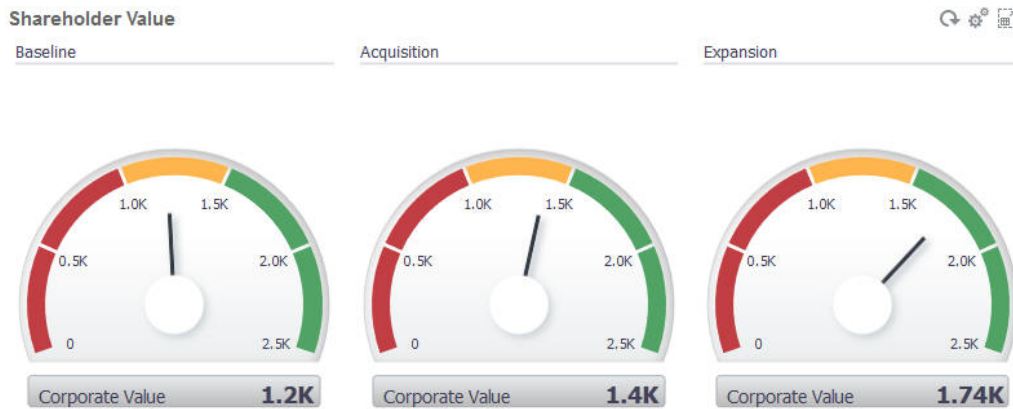 Shareholder Value
Baseline
Acquisition
Expansion
1.0K 1.5K
0.5K 2.0K
0 2.5K
Corporate Value 1.2K
1.0K 1.5K
0.5K 2.0K
0 2.5K
Corporate Value 1.4K
1.0K 1.5K
0.5K 2.0K
0 2.5K
Corporate Value 1.74K